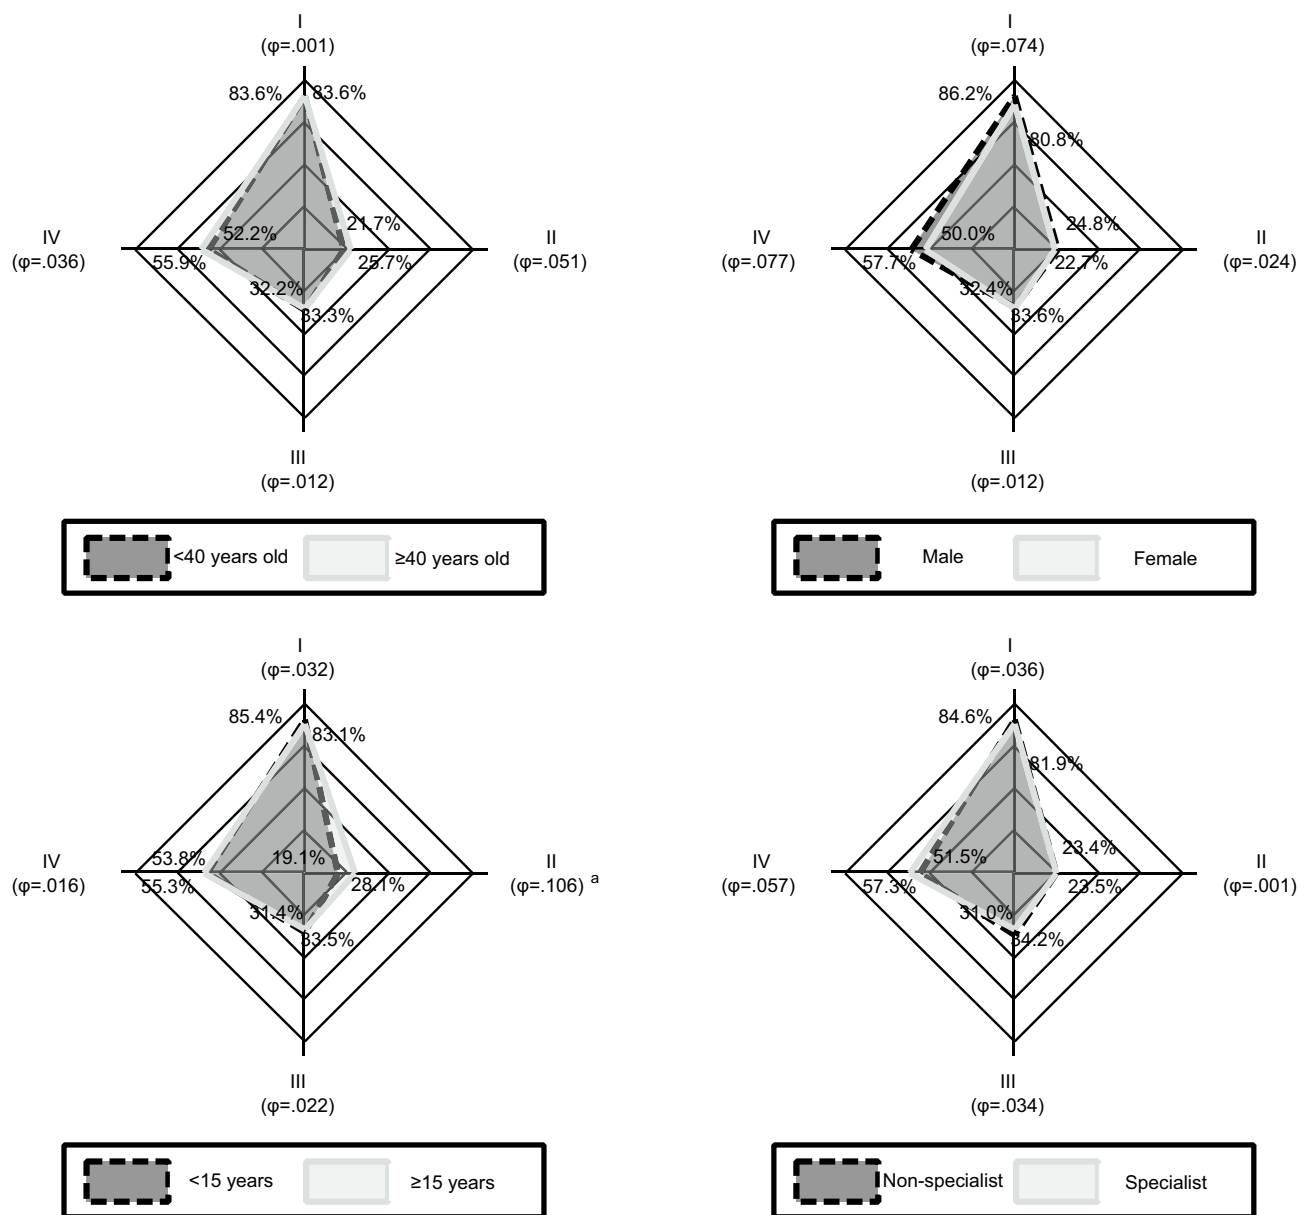 I
(φ=.001)
83.6%
83.6%
IV
(φ=.036)
52.2%
55.9%
21.7%
25.7%
II
(φ=.051)
32.2%
33.3%
III
(φ=.012)
<40 years old
≥40 years old
I
(φ=.074)
86.2%
80.8%
IV
(φ=.077)
50.0%
57.7%
24.8%
22.7%
II
(φ=.024)
32.4%
33.6%
III
(φ=.012)
Male
Female
I
(φ=.032)
85.4%
83.1%
IV
(φ=.016)
53.8%
55.3%
19.1%
28.1%
II
(φ=.106) a
31.4%
33.5%
III
(φ=.022)
<15 years
≥15 years
I
(φ=.036)
84.6%
81.9%
IV
(φ=.057)
51.5%
57.3%
23.4%
23.5%
II
(φ=.001)
31.0%
34.2%
III
(φ=.034)
Non-specialist
Specialist